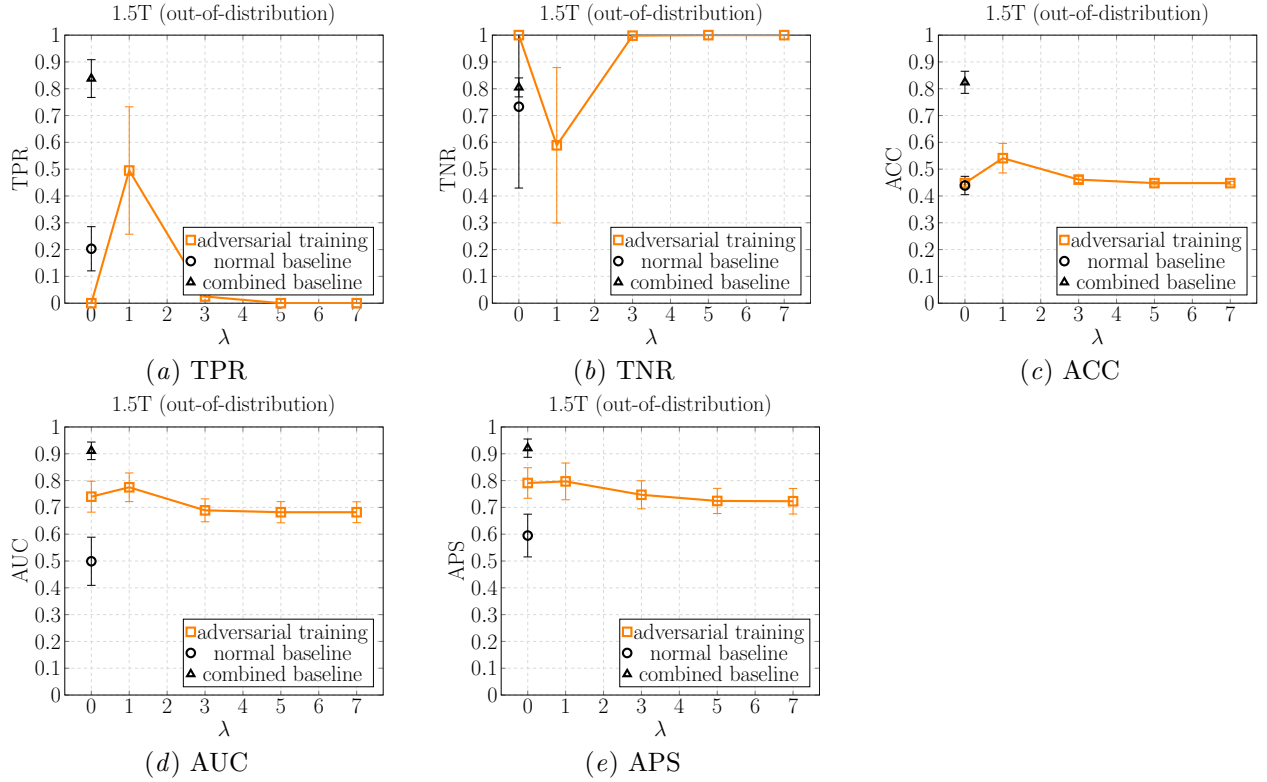 1.5T (out-of-distribution)
1
0.9
0.8
0.7
0.6
0.5
0.4
0.3
0.2
0.1
0
TPR
adversarial training
normal baseline
combined baseline
0 1 2 3 4 5 6 7
λ
(a) TPR
1.5T (out-of-distribution)
1
0.9
0.8
0.7
0.6
0.5
0.4
0.3
0.2
0.1
0
TNR
adversarial training
normal baseline
combined baseline
0 1 2 3 4 5 6 7
λ
(b) TNR
1.5T (out-of-distribution)
1
0.9
0.8
0.7
0.6
0.5
0.4
0.3
0.2
0.1
0
ACC
adversarial training
normal baseline
combined baseline
0 1 2 3 4 5 6 7
λ
(c) ACC
1.5T (out-of-distribution)
1
0.9
0.8
0.7
0.6
0.5
0.4
0.3
0.2
0.1
0
AUC
adversarial training
normal baseline
combined baseline
0 1 2 3 4 5 6 7
λ
(d) AUC
1.5T (out-of-distribution)
1
0.9
0.8
0.7
0.6
0.5
0.4
0.3
0.2
0.1
0
APS
adversarial training
normal baseline
combined baseline
0 1 2 3 4 5 6 7
λ
(e) APS